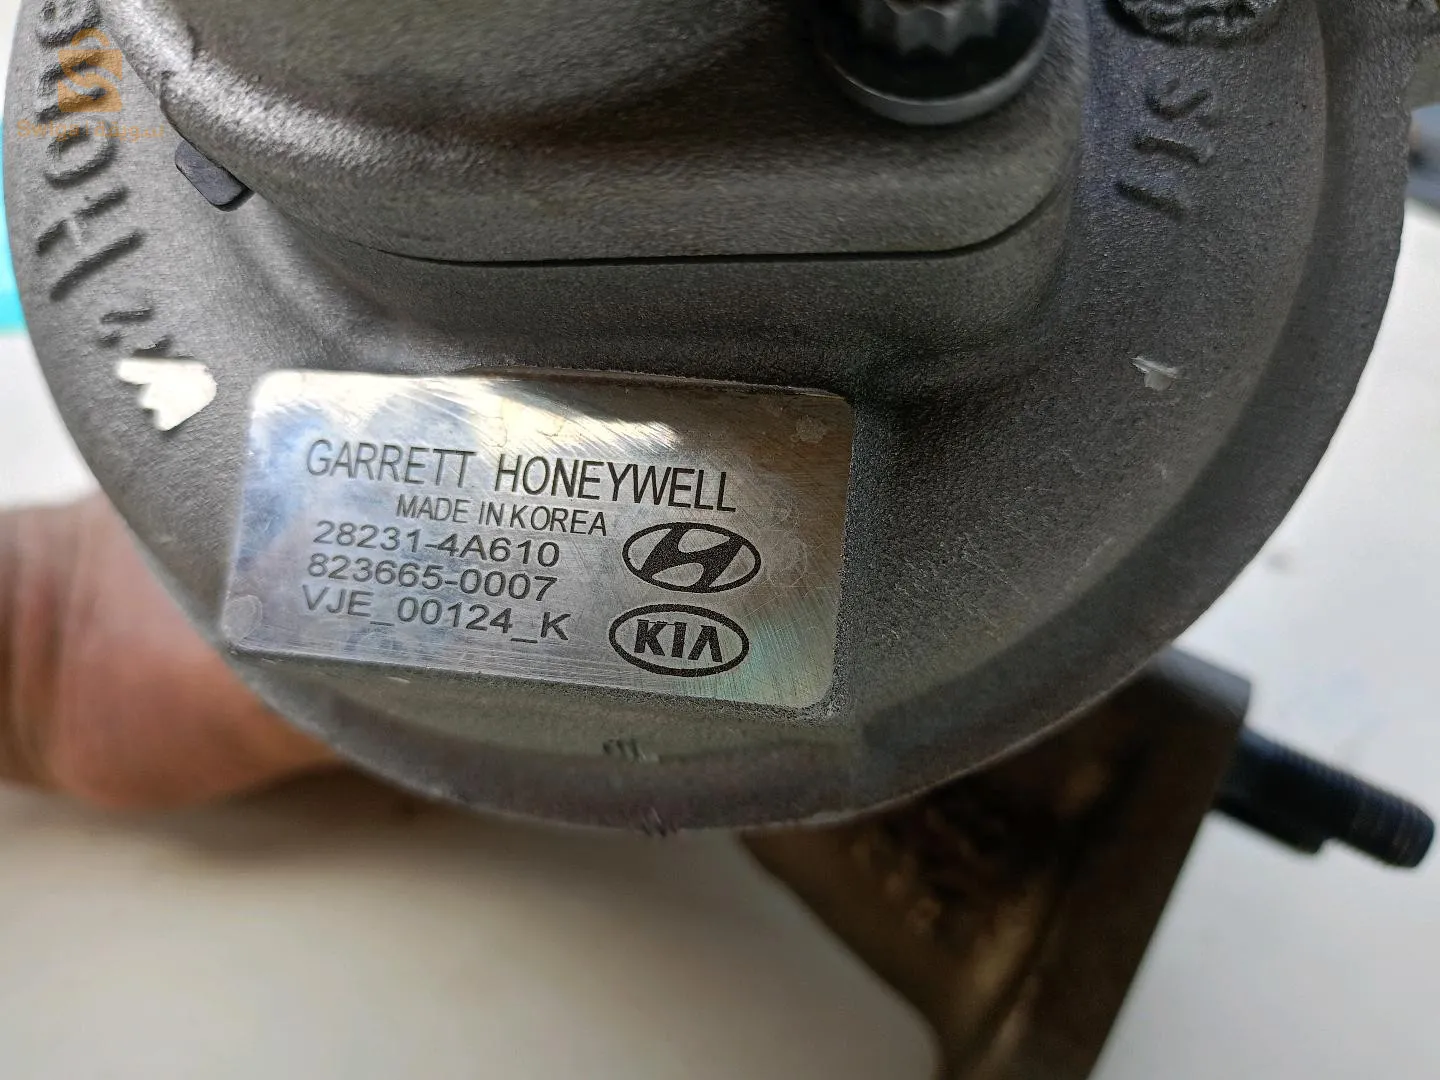 GARRETT HONEYWELL
MADE IN KOREA
28231-4A610
823665-0007
VJE_00124_K
KIA